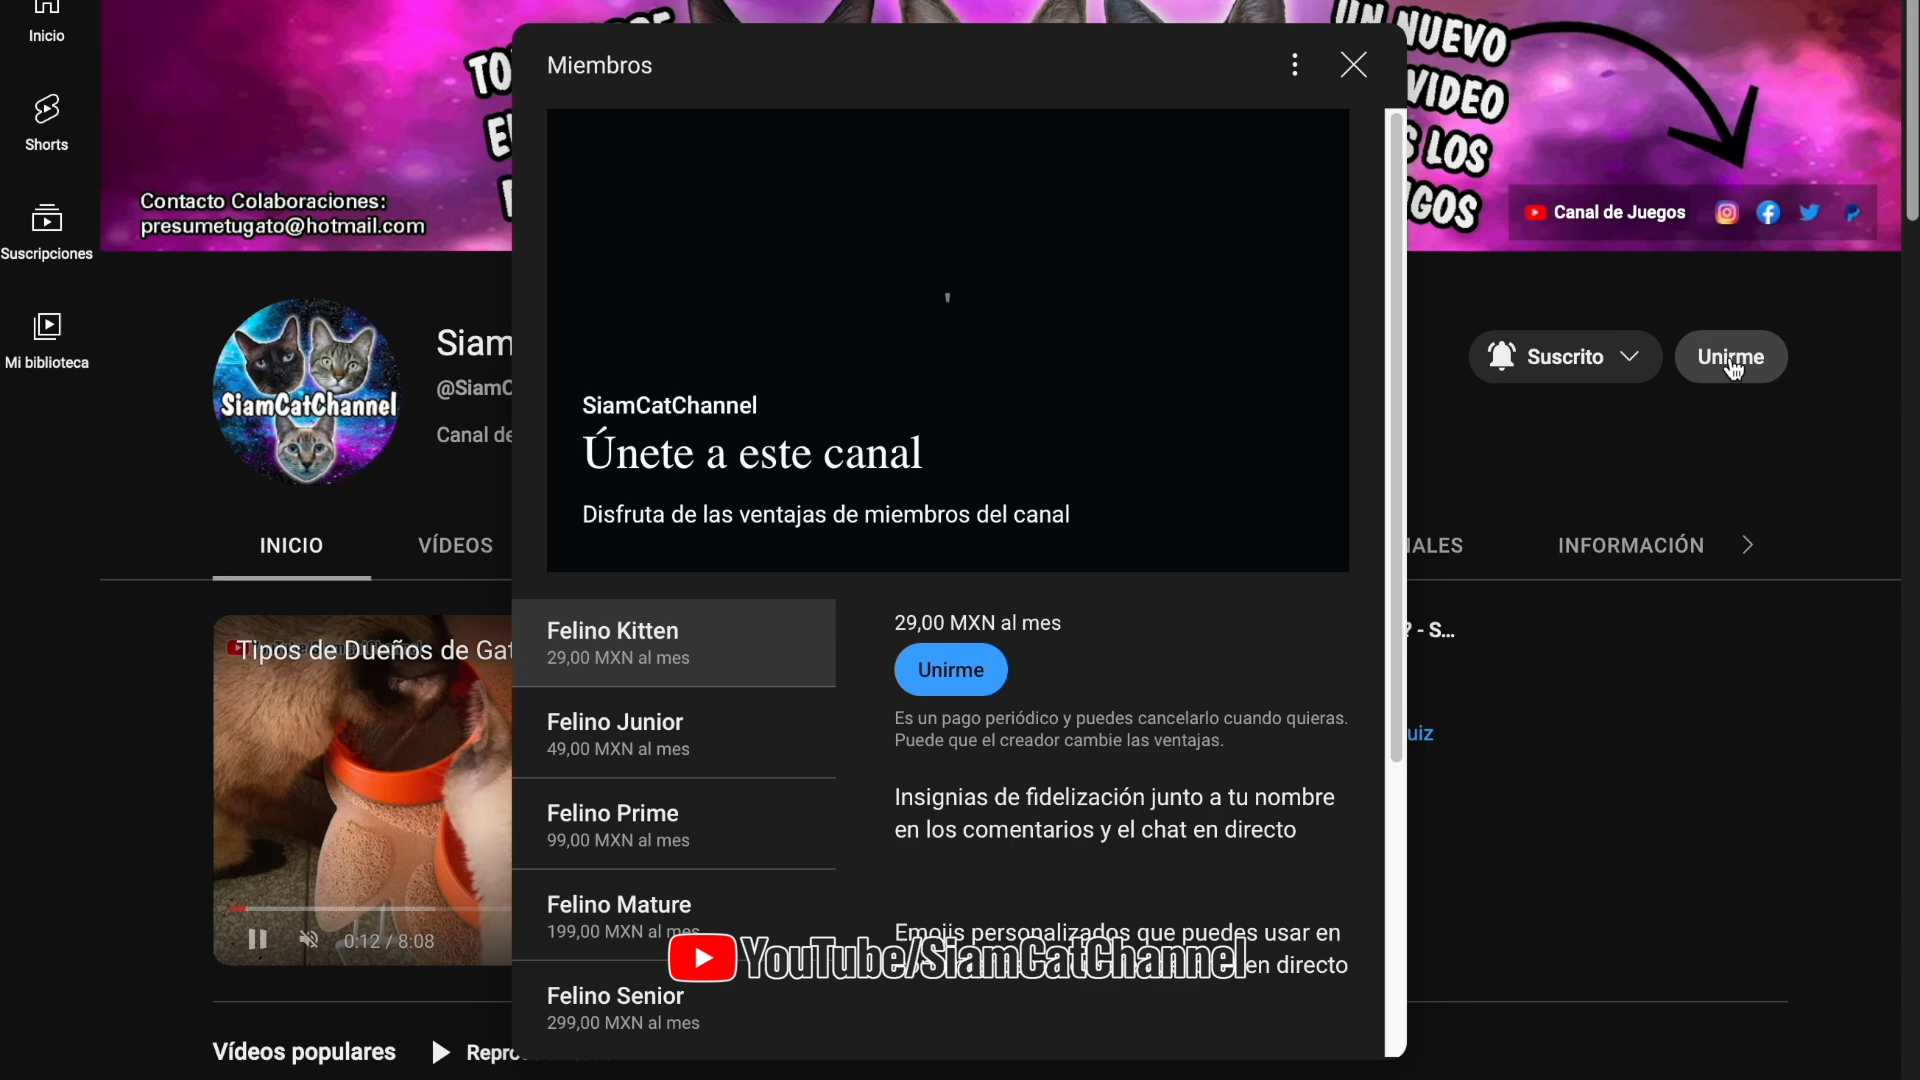 Inicio
Shorts
Suscripciones
Mi biblioteca
Contacto Colaboraciones:
presumetugato@hotmail.com
UN NUEVO
VIDEO
LOS
Canal de Juegos
SiamCatChannel
Siam
@SiamC
Canal de
Suscrito
Unirme
INICIO
VÍDEOS
INFORMACIÓN
Tipos de Dueños de Gat
0:12 / 8:08
Vídeos populares
Miembros
SiamCatChannel
Únete a este canal
Disfruta de las ventajas de miembros del canal
Felino Kitten
29,00 MXN al mes
Felino Junior
49,00 MXN al mes
Felino Prime
99,00 MXN al mes
Felino Mature
199,00 MXN al mes
Felino Senior
299,00 MXN al mes
29,00 MXN al mes
Unirme
Es un pago periódico y puedes cancelarlo cuando quieras.
Puede que el creador cambie las ventajas.
Insignias de fidelización junto a tu nombre
en los comentarios y el chat en directo
Emojis personalizados que puedes usar en
en directo
YouTube/SiamCatChannel